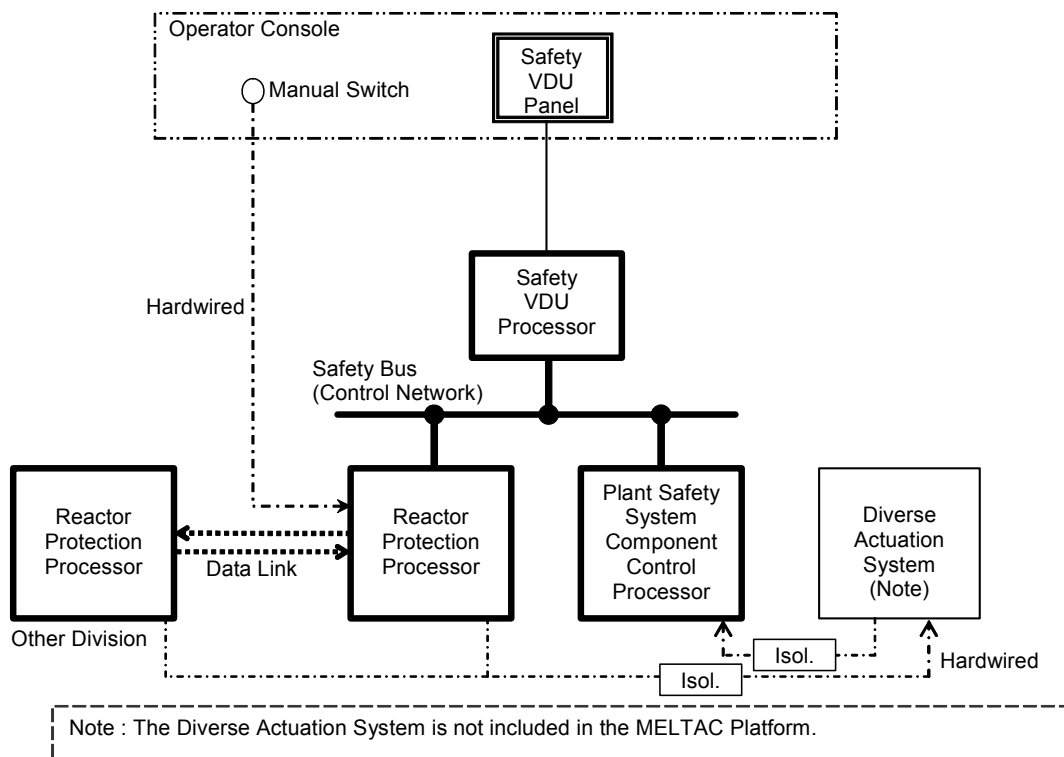 Operator Console
Safety
VDU
Panel
Manual Switch
Hardwired
Safety
VDU
Processor
Safety Bus
(Control Network)
Reactor
Protection
Processor
Data Link
Reactor
Protection
Processor
Plant Safety
System
Component
Control
Processor
Diverse
Actuation
System
(Note)
Other Division
Isol.
Hardwired
Isol.
Note : The Diverse Actuation System is not included in the MELTAC Platform.